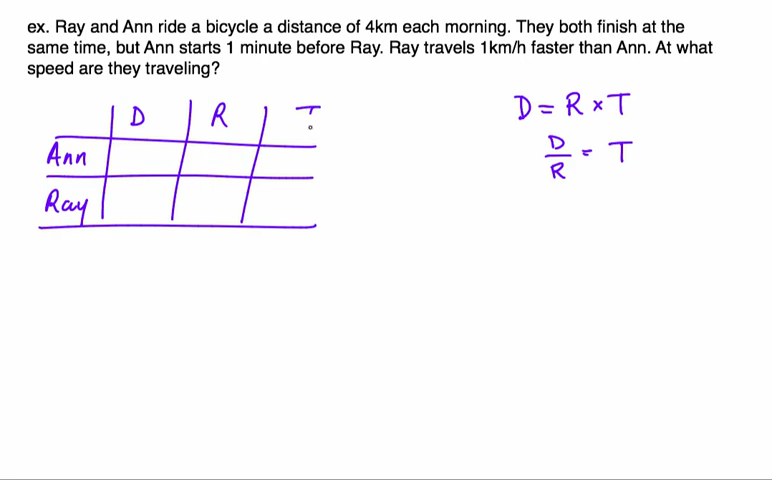 ex. Ray and Ann ride a bicycle a distance of 4km each morning. They both finish at the
same time, but Ann starts 1 minute before Ray. Ray travels 1km/h faster than Ann. At what
speed are they traveling?
D R T
D = R × T
Ann
D/R = T
Ray